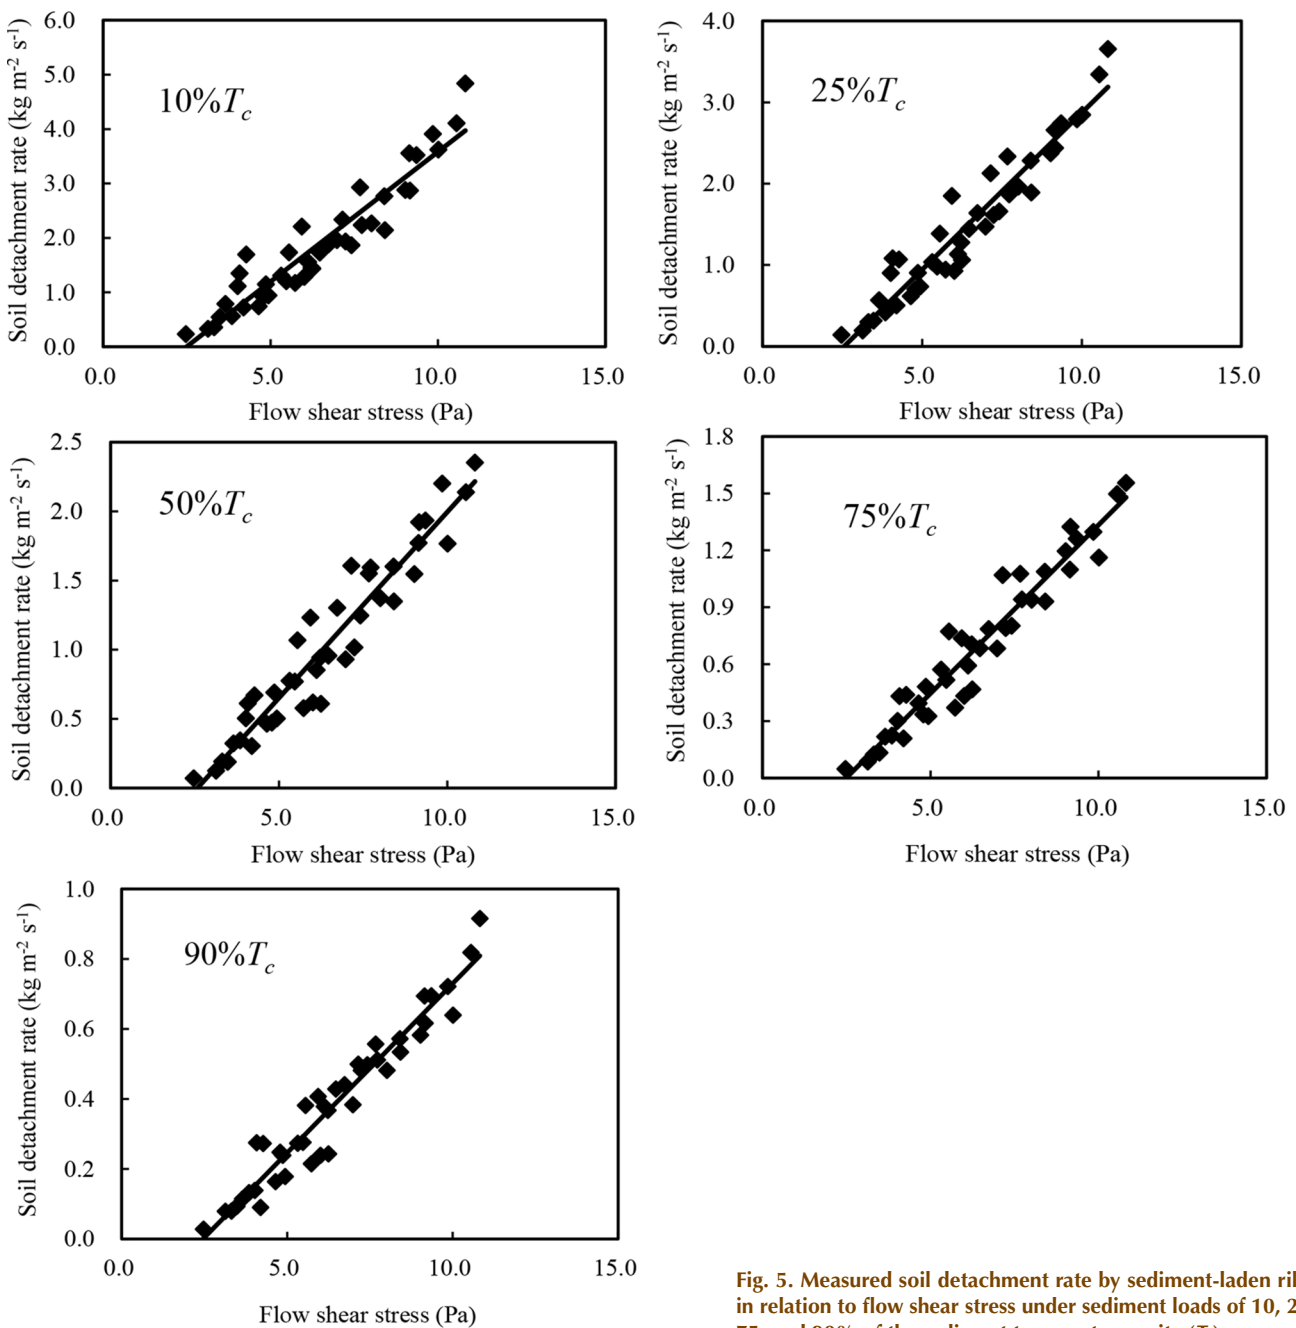 Soil detachment rate (kg m-2 s-1)
6.0
5.0
4.0
3.0
2.0
1.0
0.0
10%Tc
0.0 5.0 10.0 15.0
Flow shear stress (Pa)
Soil detachment rate (kg m-2 s-1)
4.0
3.0
2.0
1.0
0.0
25%Tc
0.0 5.0 10.0 15.0
Flow shear stress (Pa)
Soil detachment rate (kg m-2 s-1)
2.5
2.0
1.5
1.0
0.5
0.0
50%Tc
0.0 5.0 10.0 15.0
Flow shear stress (Pa)
Soil detachment rate (kg m-2 s-1)
1.8
1.5
1.2
0.9
0.6
0.3
0.0
75%Tc
0.0 5.0 10.0 15.0
Flow shear stress (Pa)
Soil detachment rate (kg m-2 s-1)
1.0
0.8
0.6
0.4
0.2
0.0
90%Tc
0.0 5.0 10.0 15.0
Flow shear stress (Pa)
Fig. 5. Measured soil detachment rate by sediment-laden ril
in relation to flow shear stress under sediment loads of 10, 2